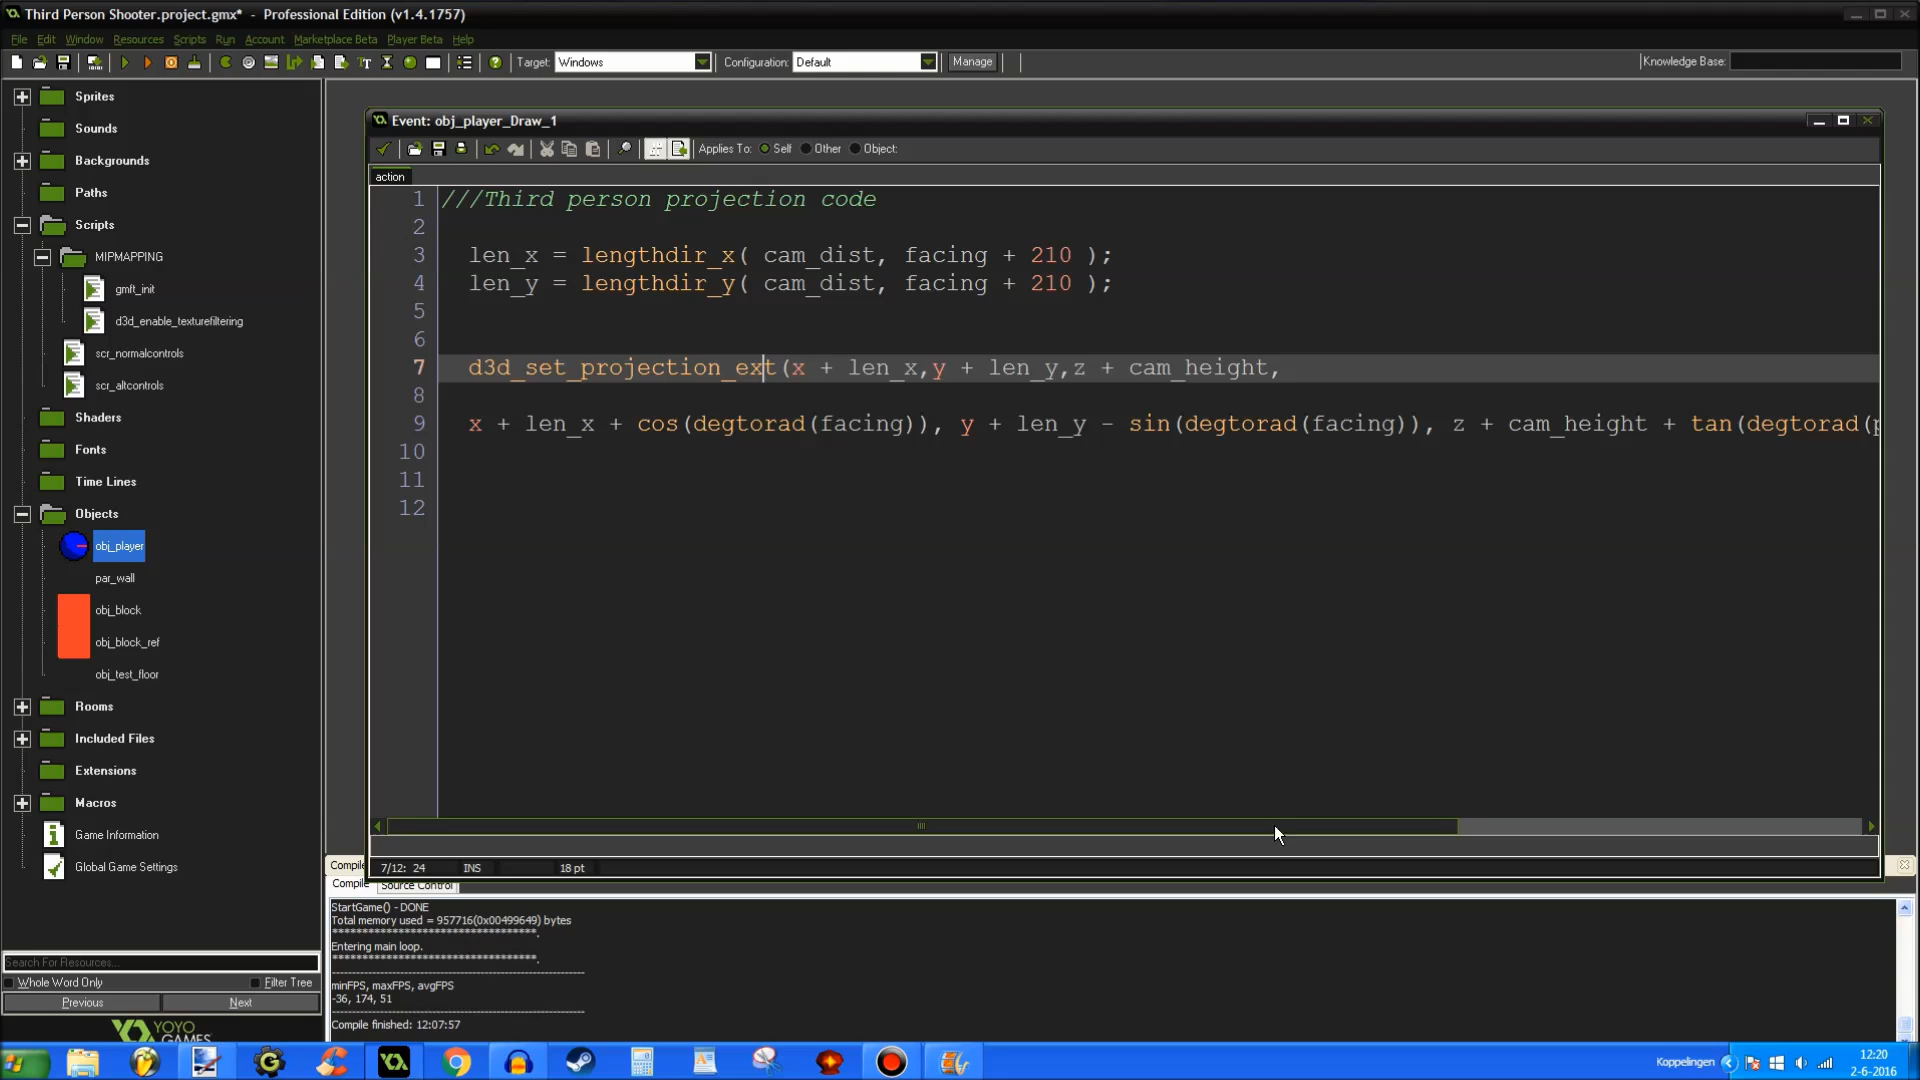 Third Person Shooter.project.gmx* - Professional Edition (v1.4.1757)
File Edit Window Resources Scripts Run Account Marketplace Beta Player Beta Help
Target: Windows Configuration: Default Manage Knowledge Base:
Sprites
Sounds
Backgrounds
Paths
Scripts
MIPMAPPING
gmft_init
d3d_enable_texturefiltering
scr_normalcontrols
scr_altcontrols
Shaders
Fonts
Time Lines
Objects
obj_player
par_wall
obj_block
obj_block_ref
obj_test_floor
Rooms
Included Files
Extensions
Macros
Game Information
Global Game Settings
Search For Resources...
Whole Word Only Filter Tree
Previous Next
YOYO GAMES
Event: obj_player_Draw_1
Applies To: Self Other Object:
action
1 ///Third person projection code
2
3 len_x = lengthdir_x( cam_dist, facing + 210 );
4 len_y = lengthdir_y( cam_dist, facing + 210 );
5
6
7 d3d_set_projection_ext(x + len_x,y + len_y,z + cam_height,
8
9 x + len_x + cos(degtorad(facing)), y + len_y - sin(degtorad(facing)), z + cam_height + tan(degtorad(p
10
11
12
7/12: 24 INS 18 pt
Compile
Compile Source Control
StartGame() - DONE
Total memory used = 957716(0x00499649) bytes
Entering main loop.
minFPS, maxFPS, avgFPS
-36, 174, 51
Compile finished: 12:07:57
Koppelingen
12:20
2-6-2016